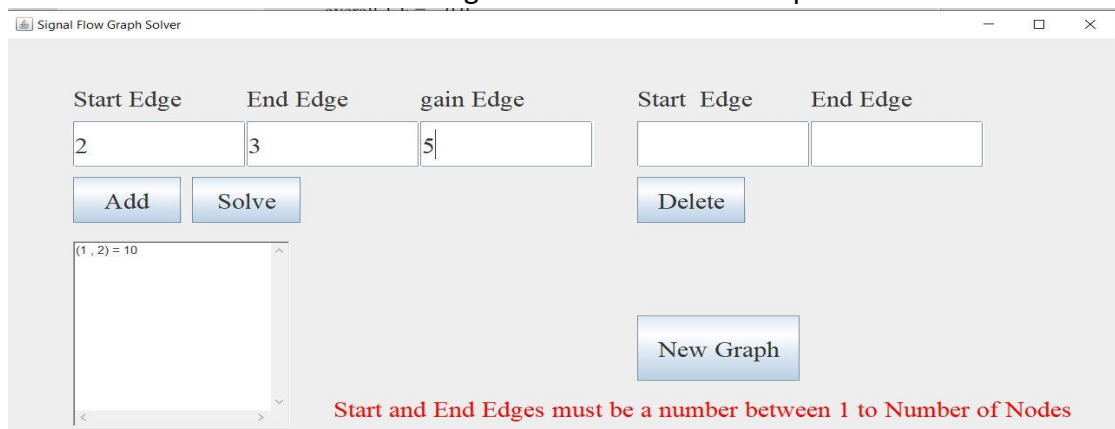 Signal Flow Graph Solver
Start Edge End Edge gain Edge Start Edge End Edge
2 3 5
Add Solve Delete
(1 , 2) = 10
New Graph
Start and End Edges must be a number between 1 to Number of Nodes